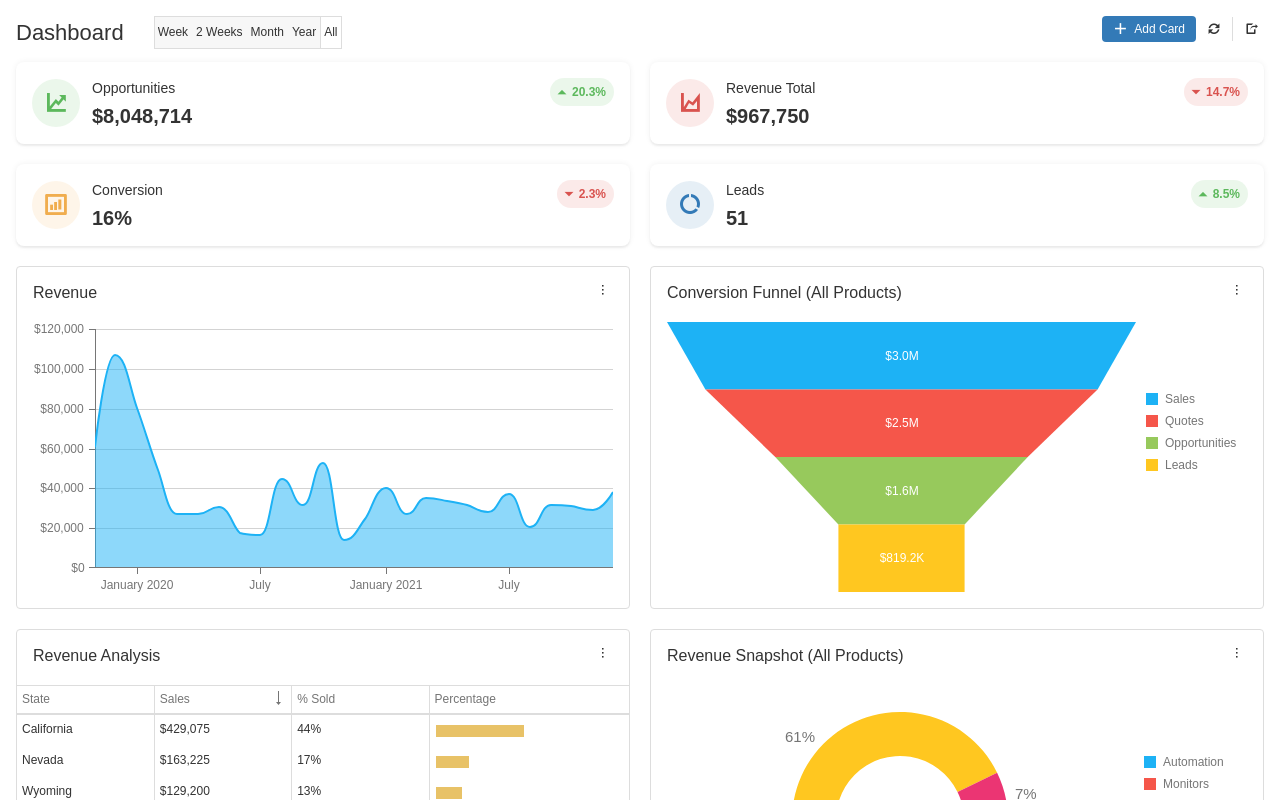 Dashboard
Week 2 Weeks Month Year All
Add Card
Opportunities
$8,048,714
20.3%
Revenue Total
$967,750
14.7%
Conversion
16%
2.3%
Leads
51
8.5%
Revenue
$120,000
$100,000
$80,000
$60,000
$40,000
$20,000
$0
January 2020 July January 2021 July
Conversion Funnel (All Products)
$3.0M
$2.5M
$1.6M
$819.2K
Sales
Quotes
Opportunities
Leads
Revenue Analysis
State Sales % Sold Percentage
California $429,075 44%
Nevada $163,225 17%
Wyoming $129,200 13%
Revenue Snapshot (All Products)
61%
7%
Automation
Monitors